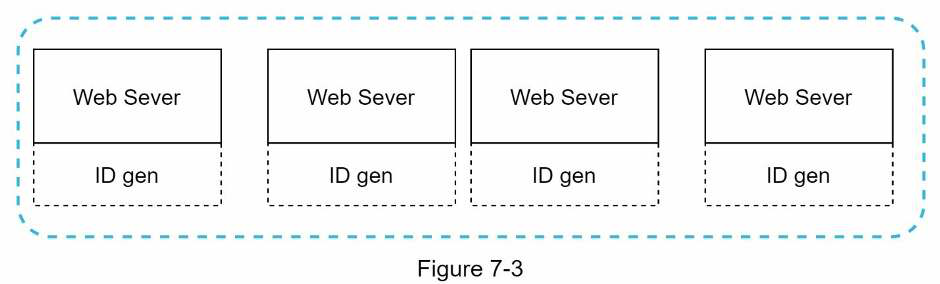 Web Sever Web Sever Web Sever Web Sever
ID gen ID gen ID gen ID gen
Figure 7-3